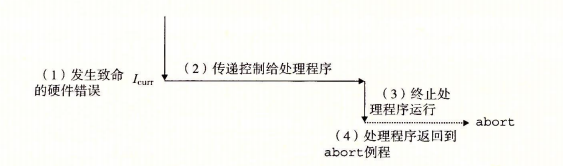 （1）发生致命
的硬件错误
Icurr
（2）传递控制给处理程序
（3）终止处
理程序运行
abort
（4）处理程序返回到
abort例程